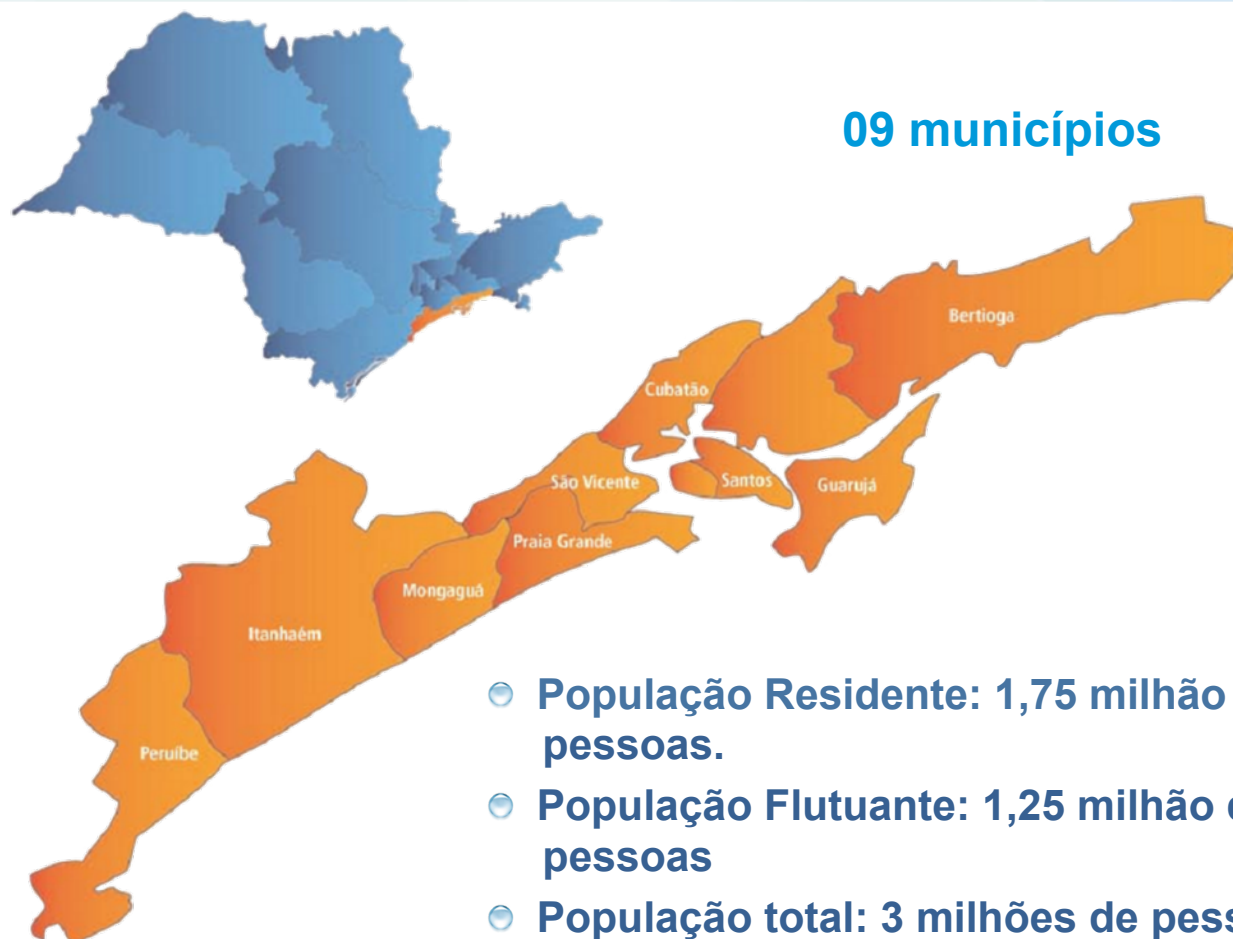 09 municípios
Bertioga
Cubatão
São Vicente
Santos
Guarujá
Praia Grande
Mongaguá
Itanhaém
Peruíbe
População Residente: 1,75 milhão
pessoas.
População Flutuante: 1,25 milhão
pessoas
População total: 3 milhões de